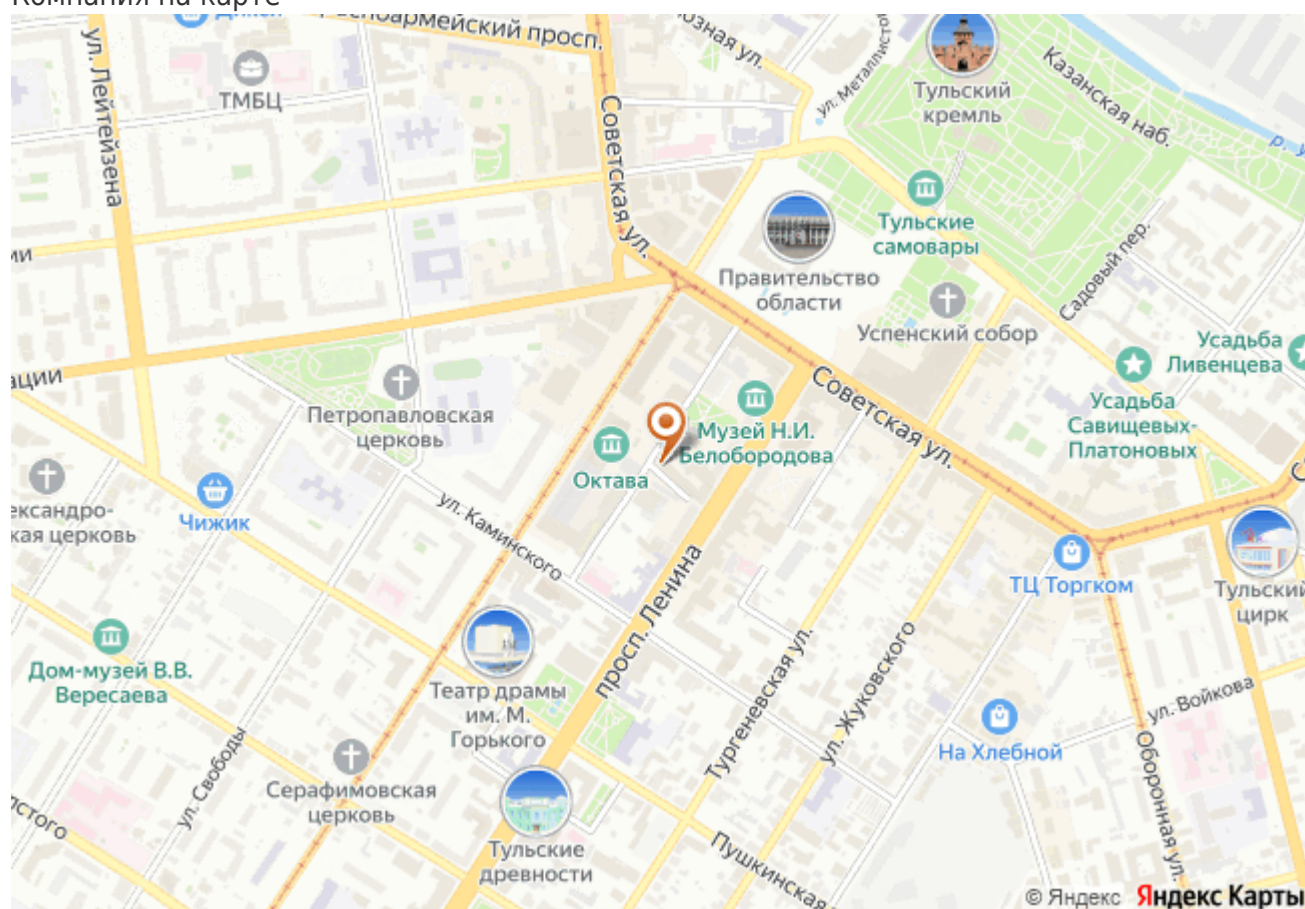 Компания на карте
Дикси
Красноармейский просп.
ул. Лейтейзена
ТМБЦ
Советская ул.
ул. Металлистов
Тульский
кремль
Казанская наб.
Тульские
самовары
Садовый пер.
Правительство
области
Успенский собор
Усадьба
Ливенцева
Усадьба
Савищевых-
Платоновых
Петропавловская
церковь
Музей Н.И.
Белобородова
Октава
Советская ул.
Чижик
ул. Каминского
просп. Ленина
ТЦ Торгком
Тульский
цирк
Дом-музей В.В.
Вересаева
Театр драмы
им. М.
Горького
Тургеневская ул.
ул. Жуковского
ул. Войкова
На Хлебной
Оборонная ул.
ул. Свободы
Серафимовская
церковь
Тульские
древности
Пушкинская
© Яндекс Яндекс Карты